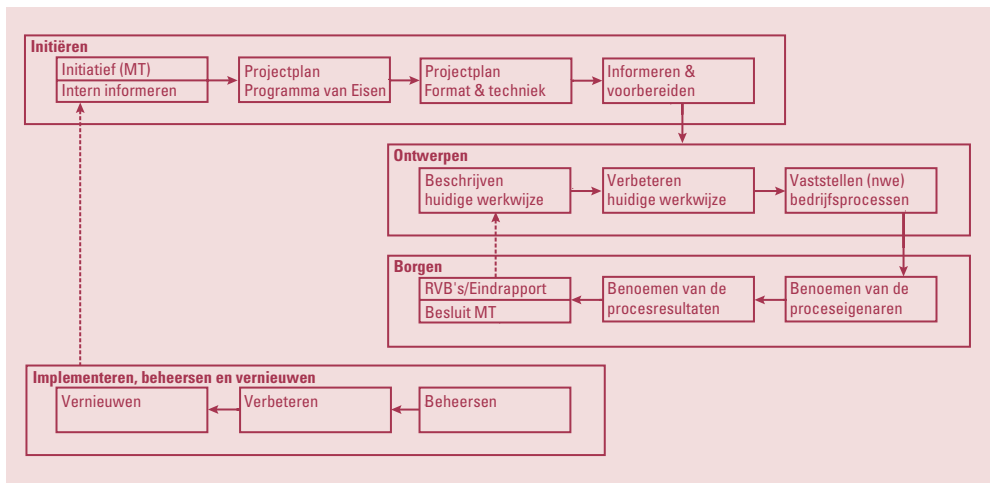 Initiëren
Initiatief (MT)
Intern informeren
Projectplan
Programma van Eisen
Projectplan
Format & techniek
Informeren &
voorbereiden
Ontwerpen
Beschrijven
huidige werkwijze
Verbeteren
huidige werkwijze
Vaststellen (nwe)
bedrijfsprocessen
Borgen
RVB's/Eindrapport
Besluit MT
Benoemen van de
procesresultaten
Benoemen van de
proceseigenaren
Implementeren, beheersen en vernieuwen
Vernieuwen
Verbeteren
Beheersen